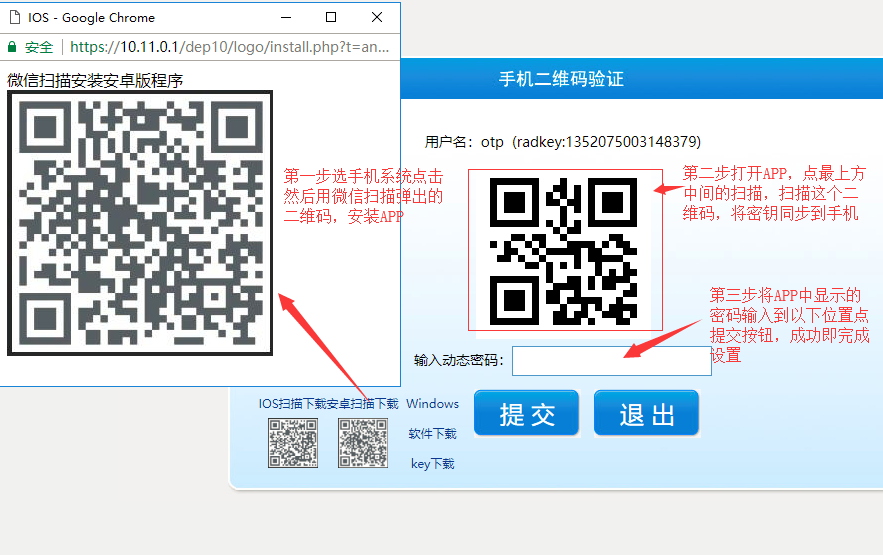 IOS - Google Chrome
安全 https://10.11.0.1/dep10/logo/install.php?t=an...
微信扫描安装安卓版程序
手机二维码验证
用户名：otp（radkey:1352075003148379)
第一步选手机系统点击
然后用微信扫描弹出的
二维码，安装APP
第二步打开APP，点最上方
中间的扫描，扫描这个二
维码，将密钥同步到手机
第三步将APP中显示的
密码输入到以下位置点
提交按钮，成功即完成
设置
输入动态密码：
IOS扫描下载安卓扫描下载 Windows
软件下载
key下载
提 交
退 出